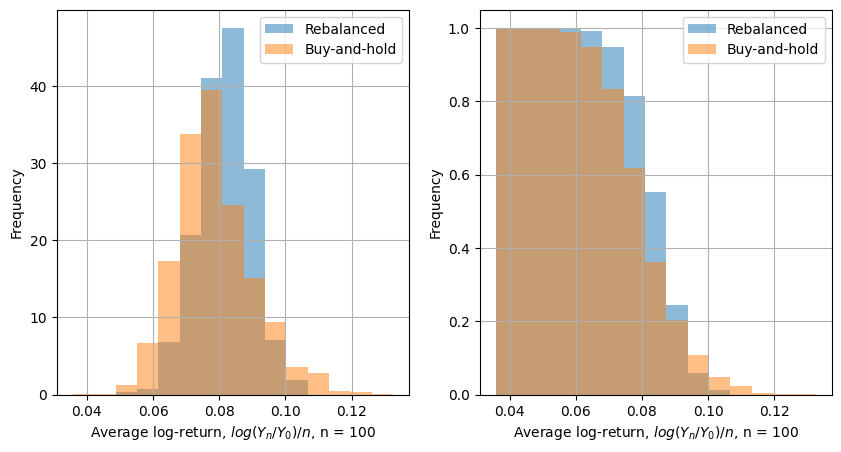 Rebalanced
Buy-and-hold
Frequency
40
30
20
10
0
0.04 0.06 0.08 0.10 0.12
Average log-return, log(Yₙ/Y₀)/n, n = 100
Rebalanced
Buy-and-hold
Frequency
1.0
0.8
0.6
0.4
0.2
0.0
0.04 0.06 0.08 0.10 0.12
Average log-return, log(Yₙ/Y₀)/n, n = 100